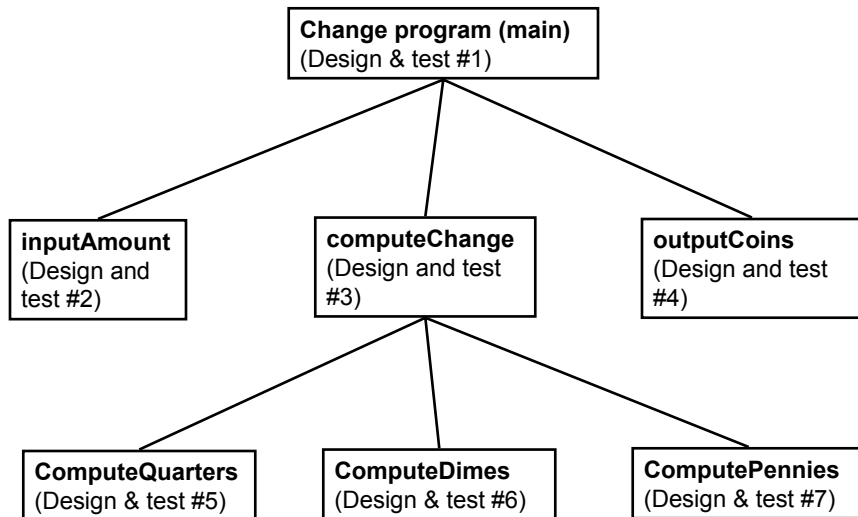 Change program (main)
(Design & test #1)
inputAmount
(Design and
test #2)
computeChange
(Design and test
#3)
outputCoins
(Design and test
#4)
ComputeQuarters
(Design & test #5)
ComputeDimes
(Design & test #6)
ComputePennies
(Design & test #7)